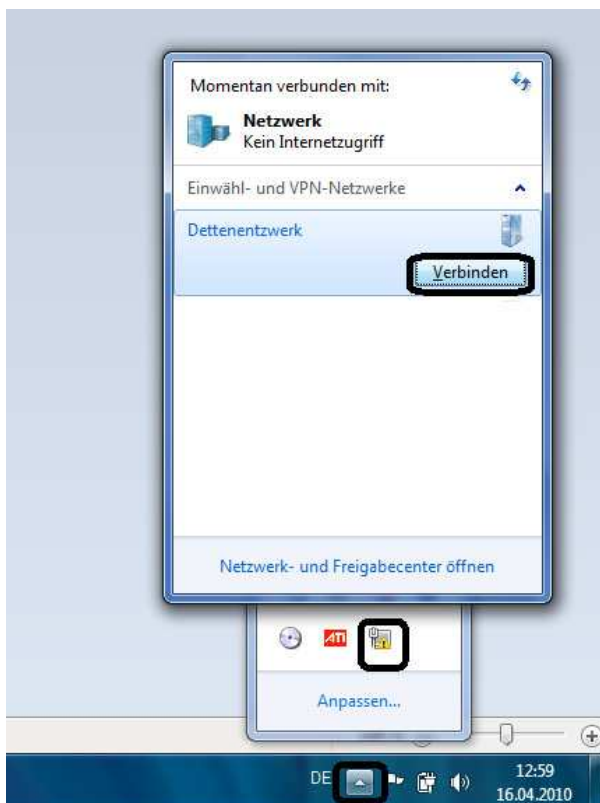 Momentan verbunden mit:
Netzwerk
Kein Internetzugriff
Einwähl- und VPN-Netzwerke
Dettenentzwerk
Verbinden
Netzwerk- und Freigabecenter öffnen
ATI
Anpassen...
DE
12:59
16.04.2010